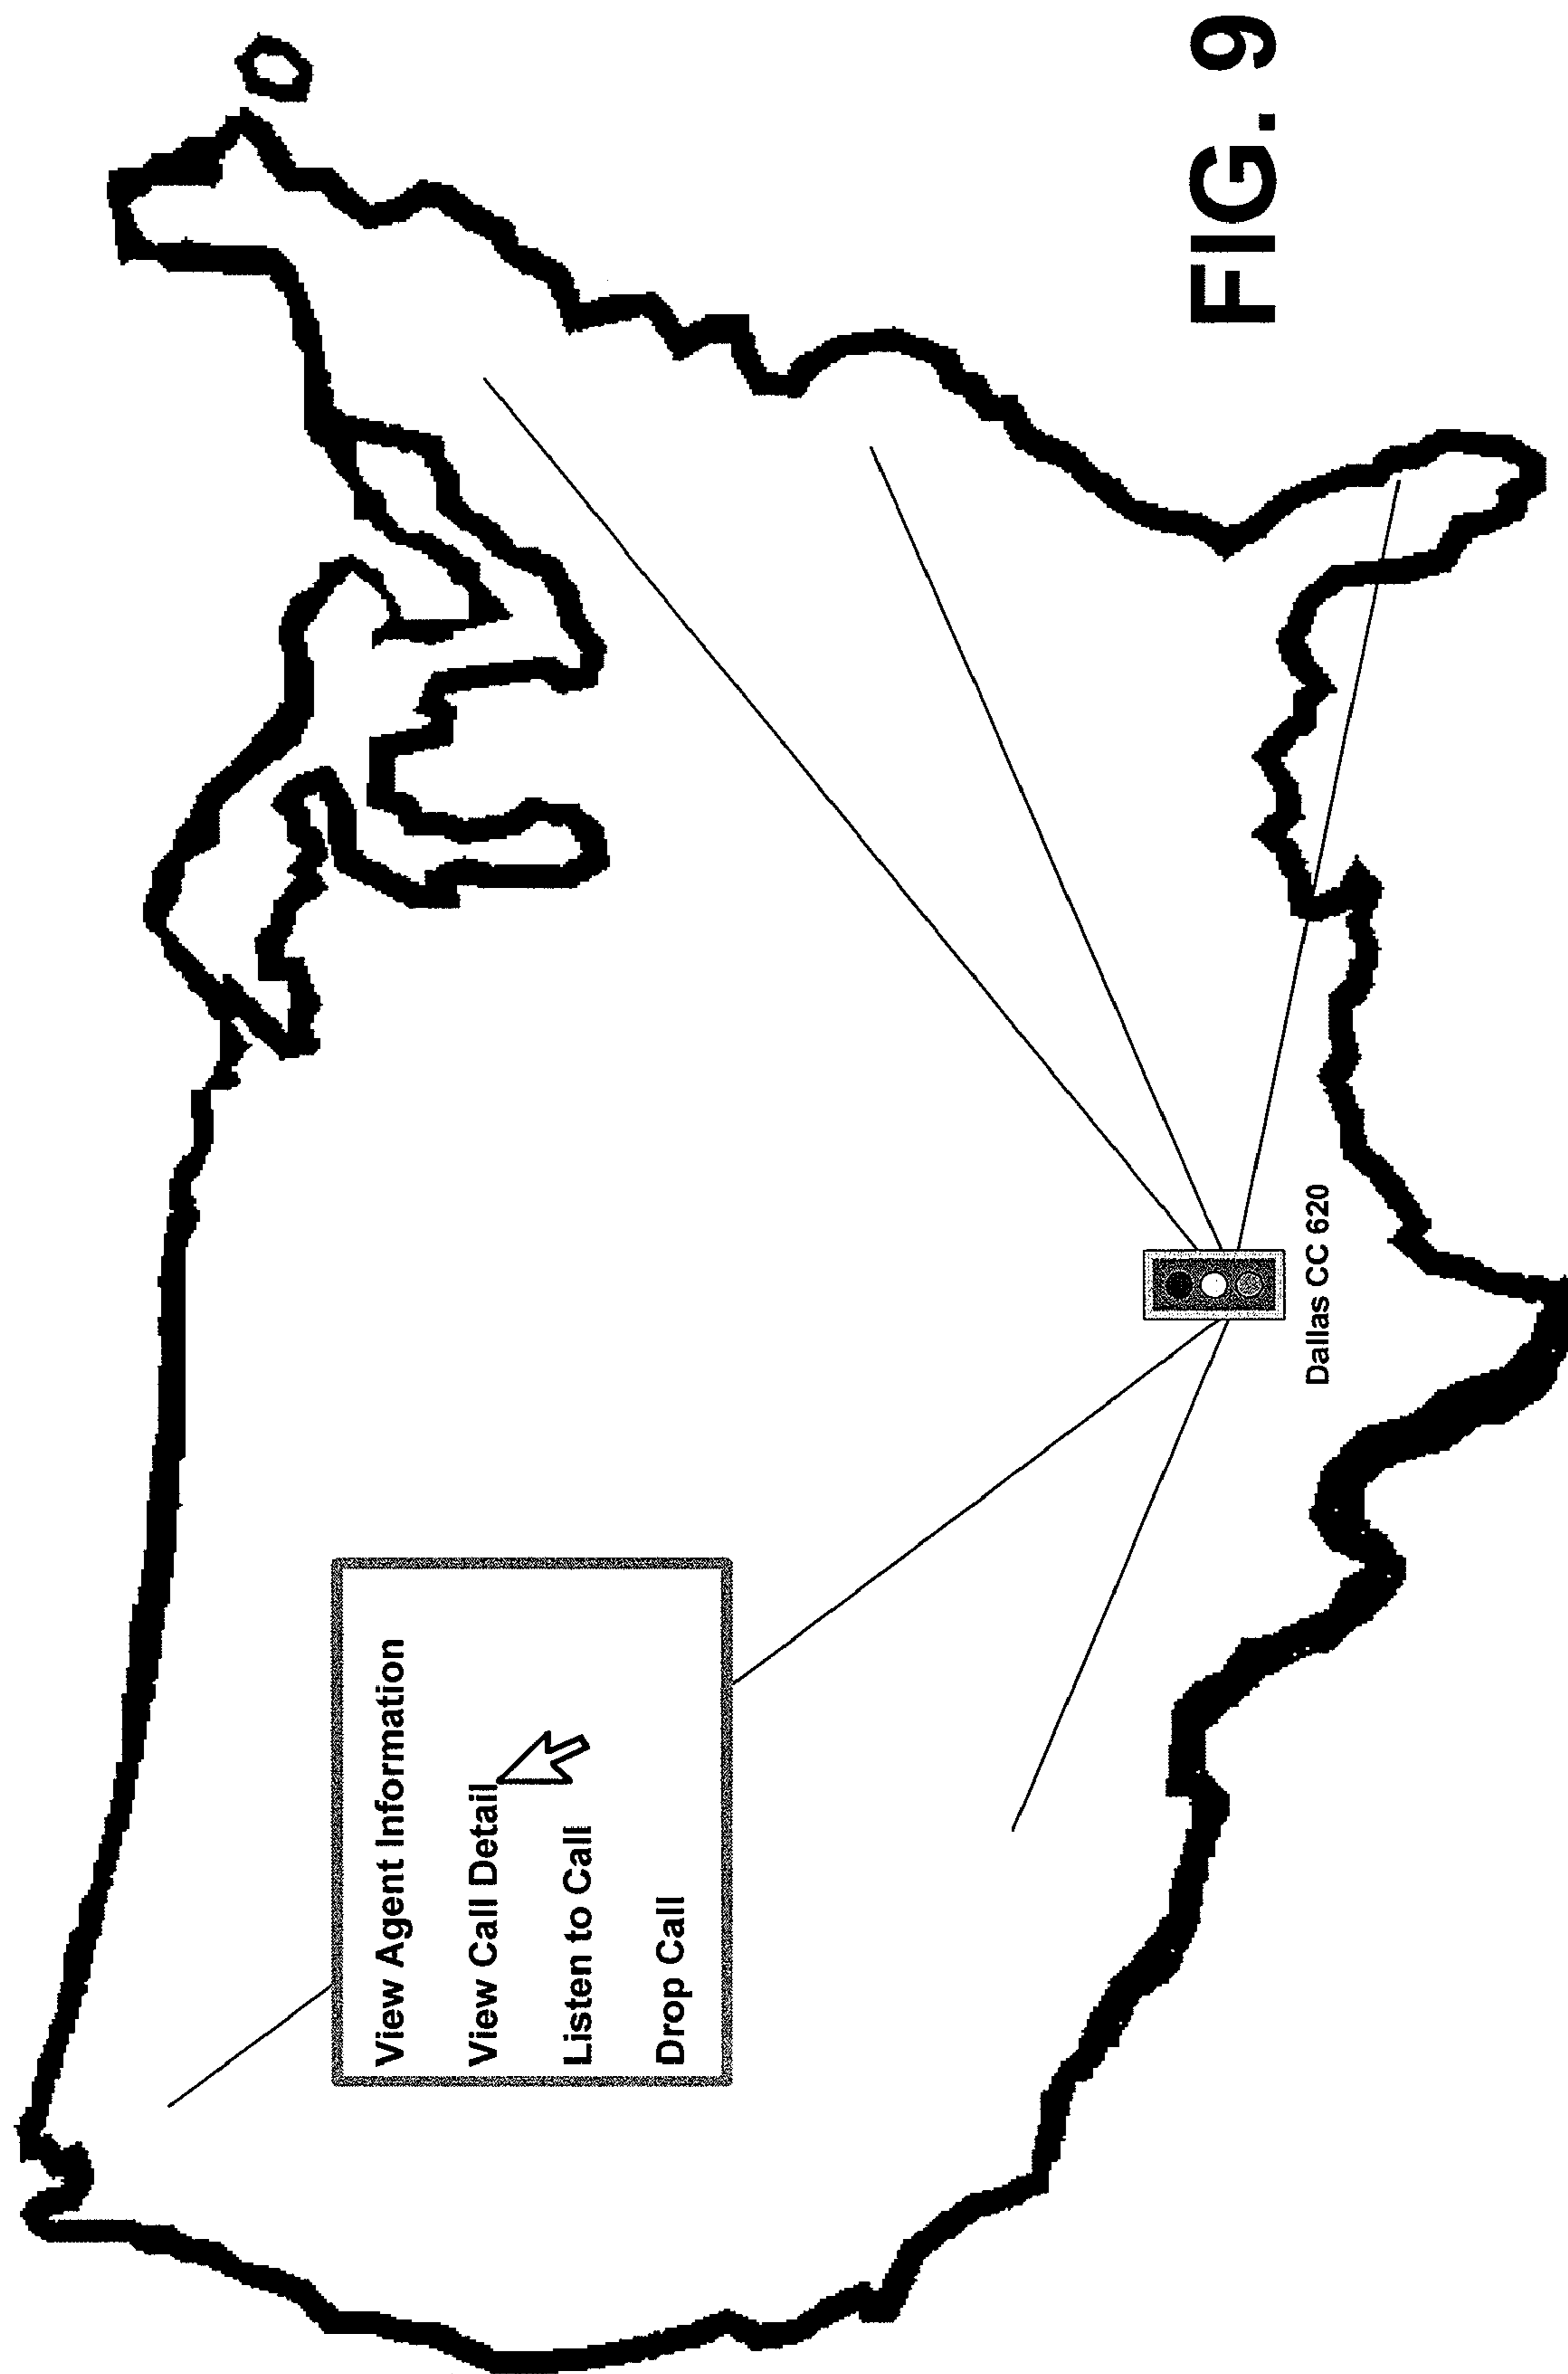 View Agent Information
View Call Detail
Listen to Call
Drop Call
Dallas CC 620
FIG. 9